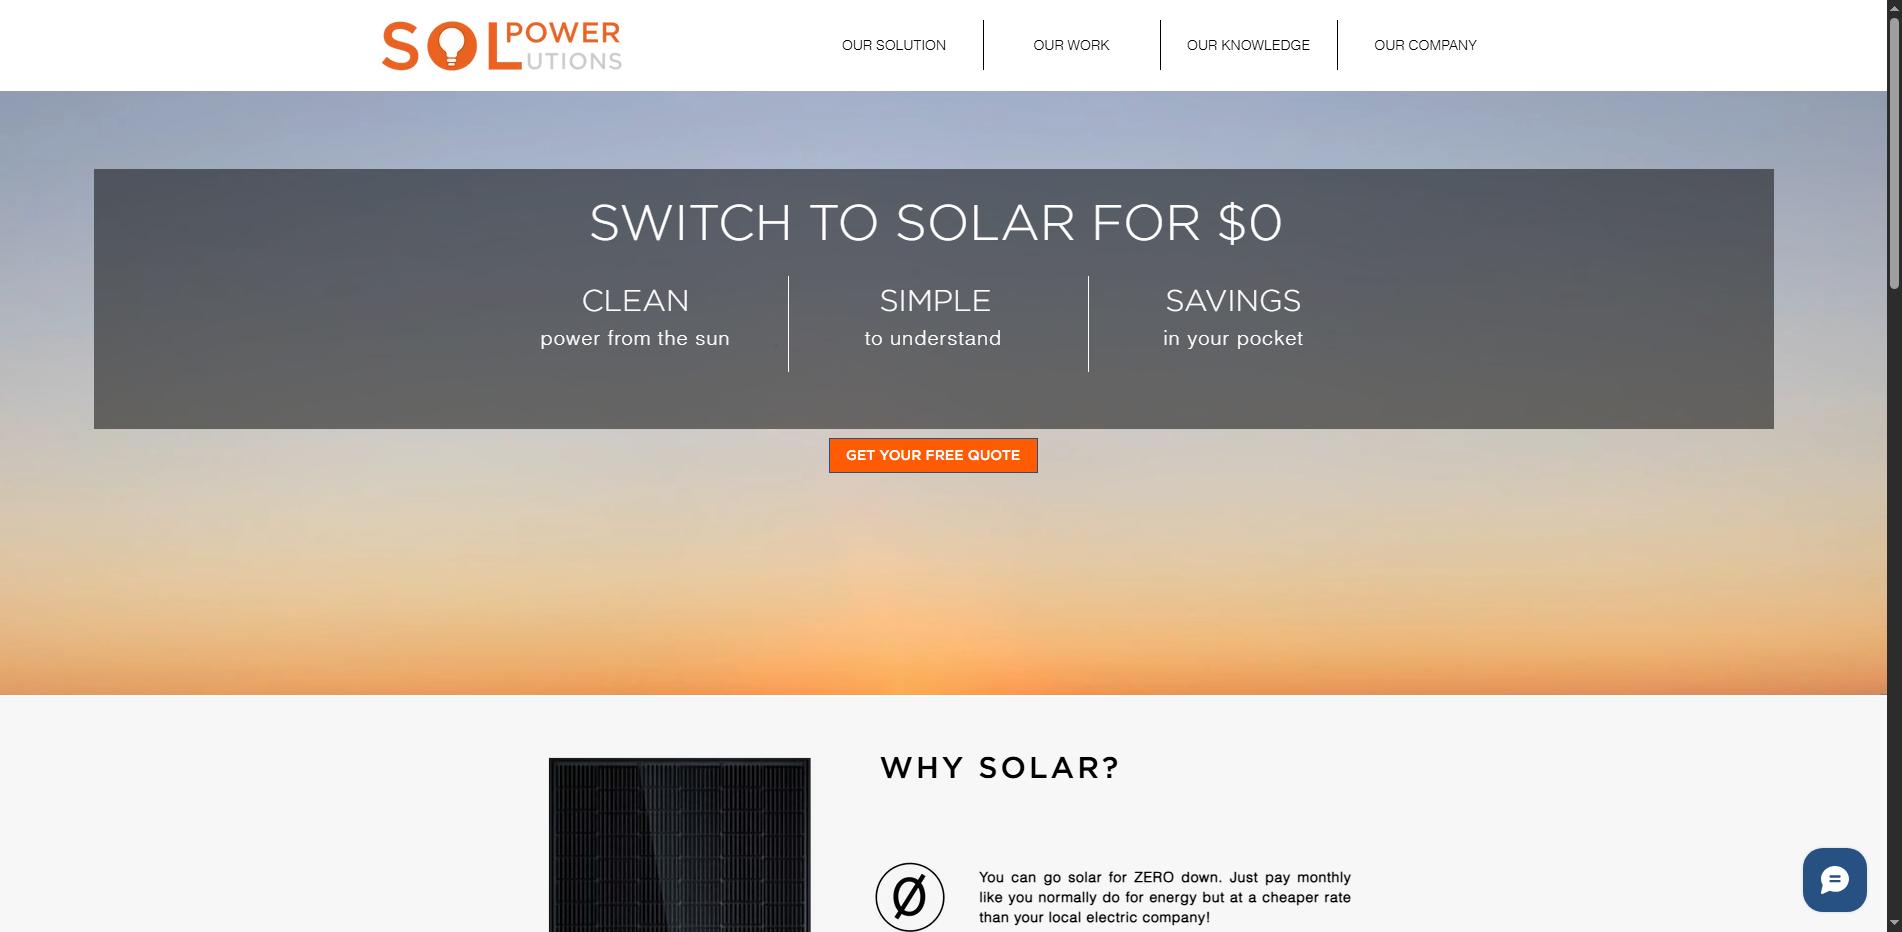 SOL POWER
UTIONS
OUR SOLUTION
OUR WORK
OUR KNOWLEDGE
OUR COMPANY
SWITCH TO SOLAR FOR $0
CLEAN
power from the sun
SIMPLE
to understand
SAVINGS
in your pocket
GET YOUR FREE QUOTE
WHY SOLAR?
You can go solar for ZERO down. Just pay monthly
like you normally do for energy but at a cheaper rate
than your local electric company!